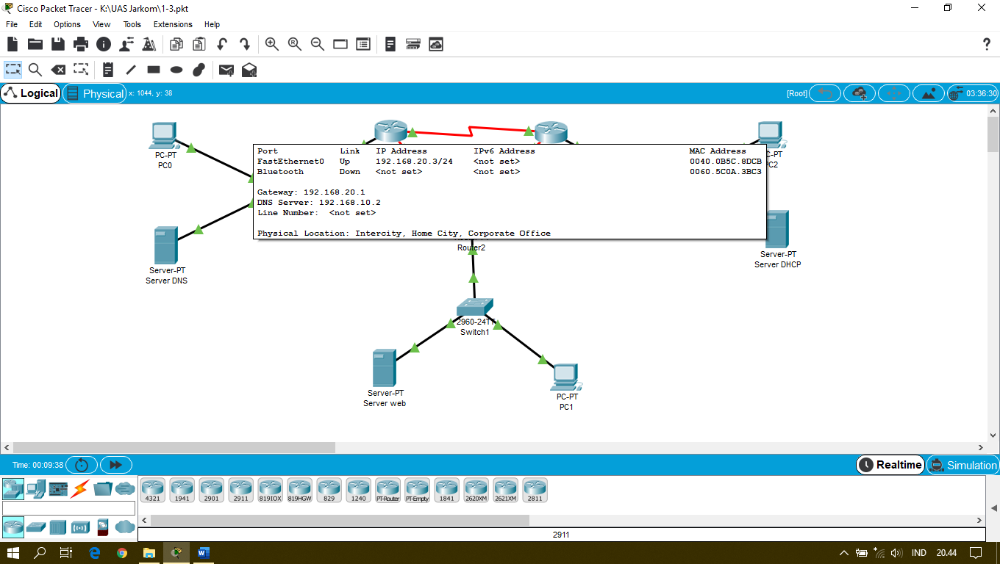 Cisco Packet Tracer - K:\UAS Jarkom\1-3.pkt
File Edit Options View Tools Extensions Help
Logical Physical x: 1044, y: 38 [Root] 03:36:30
PC-PT
PC0
Port Link IP Address IPv6 Address MAC Address
FastEthernet0 Up 192.168.20.3/24 <not set> 0040.0B5C.8DCB
Bluetooth Down <not set> <not set> 0060.5C0A.3BC3
Gateway: 192.168.20.1
DNS Server: 192.168.10.2
Line Number: <not set>
Physical Location: Intercity, Home City, Corporate Office
C-PT
C2
Router2
Server-PT
Server DNS
Server-PT
Server DHCP
2960-24TT
Switch1
Server-PT
Server web
PC-PT
PC1
Time: 00:09:38 Realtime Simulation
4321 1941 2901 2911 819IOX 819HGW 829 1240 PT-Router PT-Empty 1841 2620XM 2621XM 2811
2911
IND 20.44